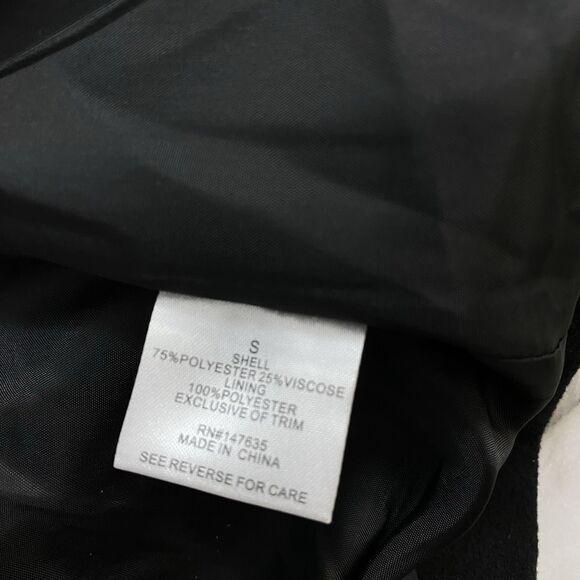 S
SHELL
75%POLYESTER 25%VISCOSE
LINING
100%POLYESTER
EXCLUSIVE OF TRIM
RN#147635
MADE IN CHINA
SEE REVERSE FOR CARE